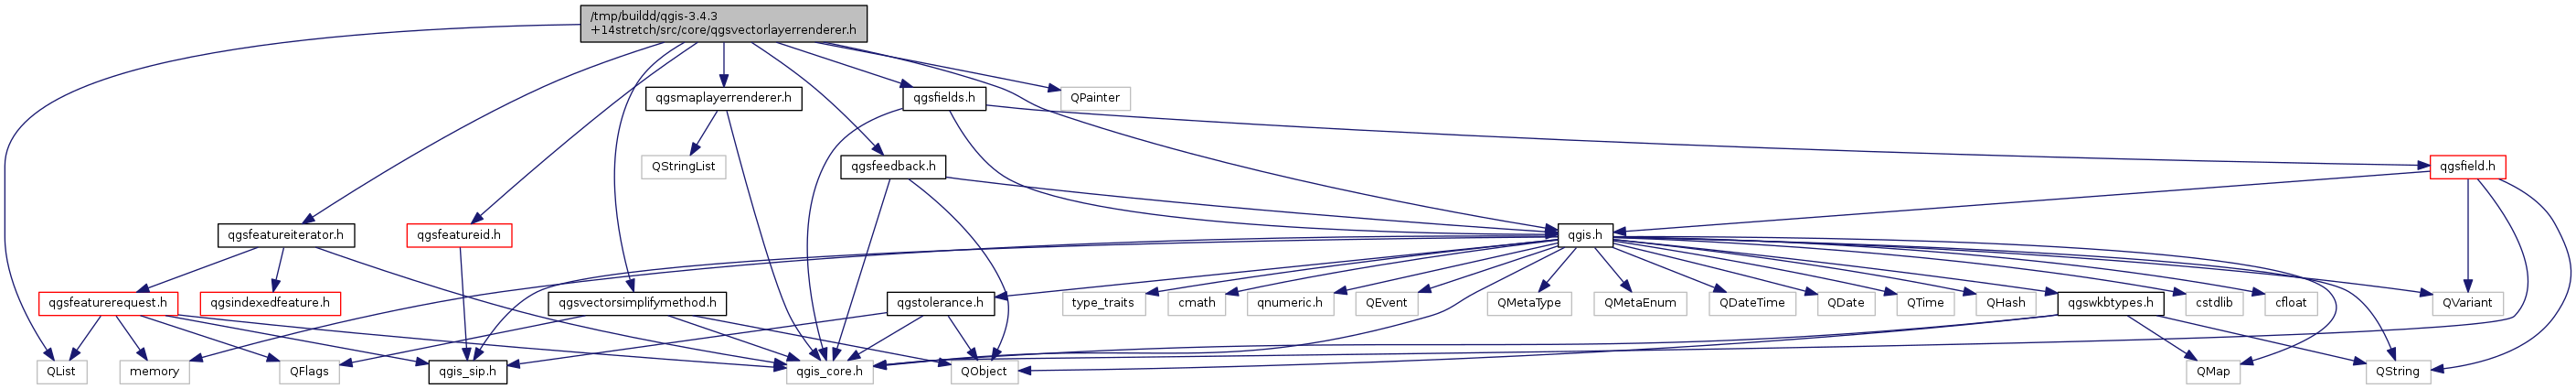 /tmp/buildd/qgis-3.4.3
+14stretch/src/core/qgsvectorlayerrenderer.h
qgsmaplayerrenderer.h
qgsfields.h
QPainter
QStringList
qgsfeedback.h
qgsfield.h
qgsfeatureiterator.h
qgsfeatureid.h
qgis.h
qgsfeaturerequest.h
qgsindexedfeature.h
qgsvectorsimplifymethod.h
qgstolerance.h
type_traits
cmath
qnumeric.h
QEvent
QMetaType
QMetaEnum
QDateTime
QDate
QTime
QHash
qgswkbtypes.h
cstdlib
cfloat
QVariant
QList
memory
QFlags
qgis_sip.h
qgis_core.h
QObject
QMap
QString